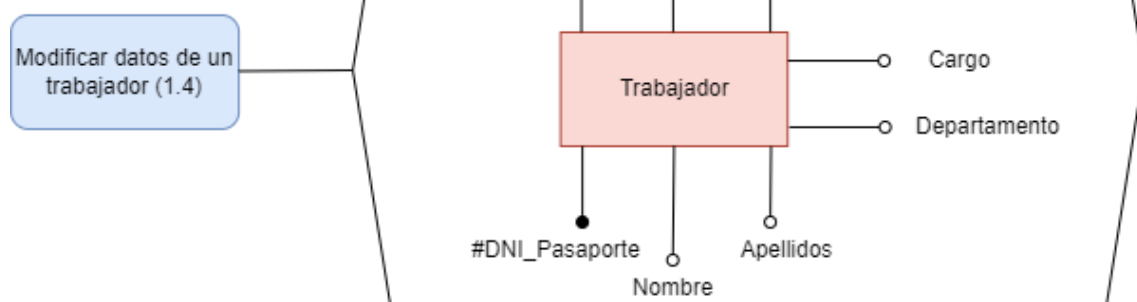 Modificar datos de un
trabajador (1.4)
Trabajador
Cargo
Departamento
#DNI_Pasaporte
Apellidos
Nombre